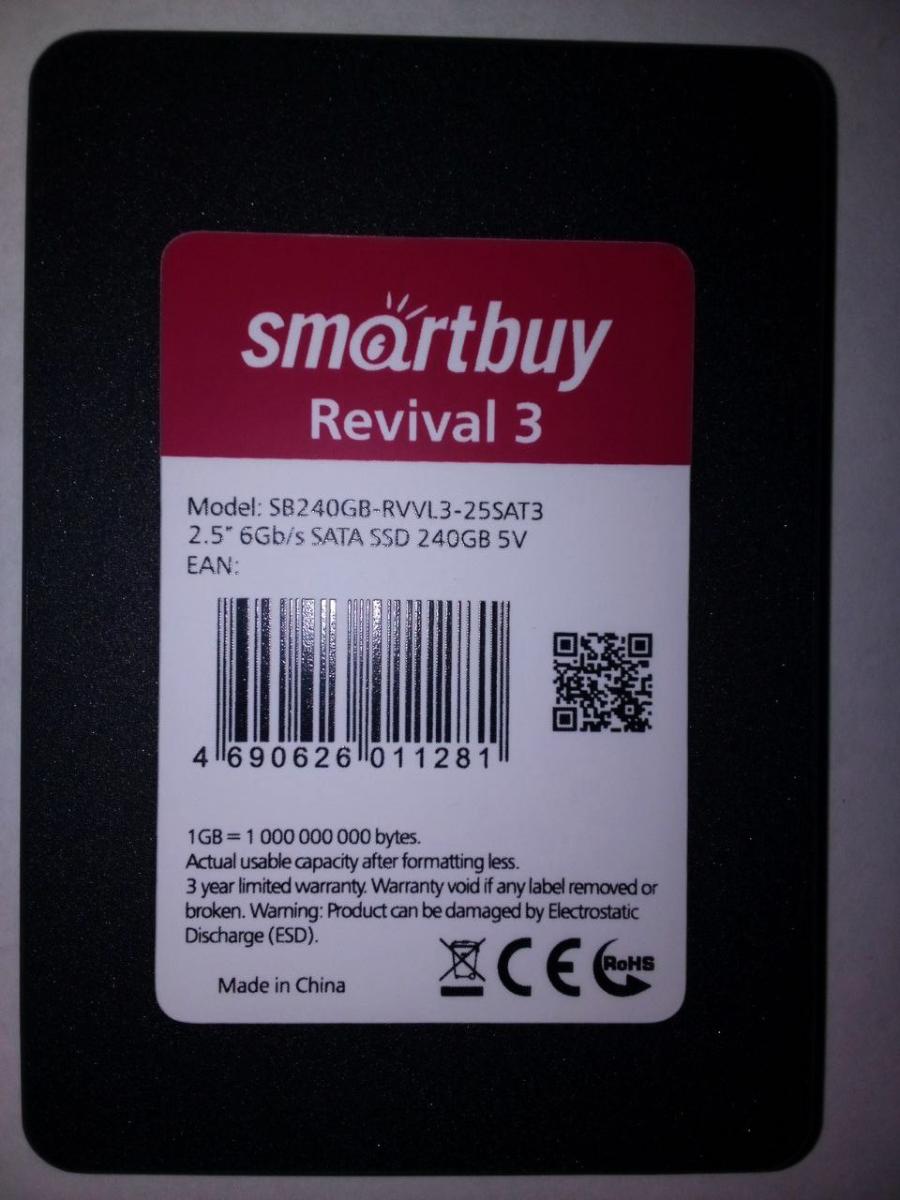 smartbuy
Revival 3
Model: SB240GB-RVVL3-25SAT3
2.5" 6Gb/s SATA SSD 240GB 5V
EAN:
4 690626 011281
1GB = 1 000 000 000 bytes.
Actual usable capacity after formatting less.
3 year limited warranty. Warranty void if any label removed or
broken. Warning: Product can be damaged by Electrostatic
Discharge (ESD).
Made in China
CE
RoHS